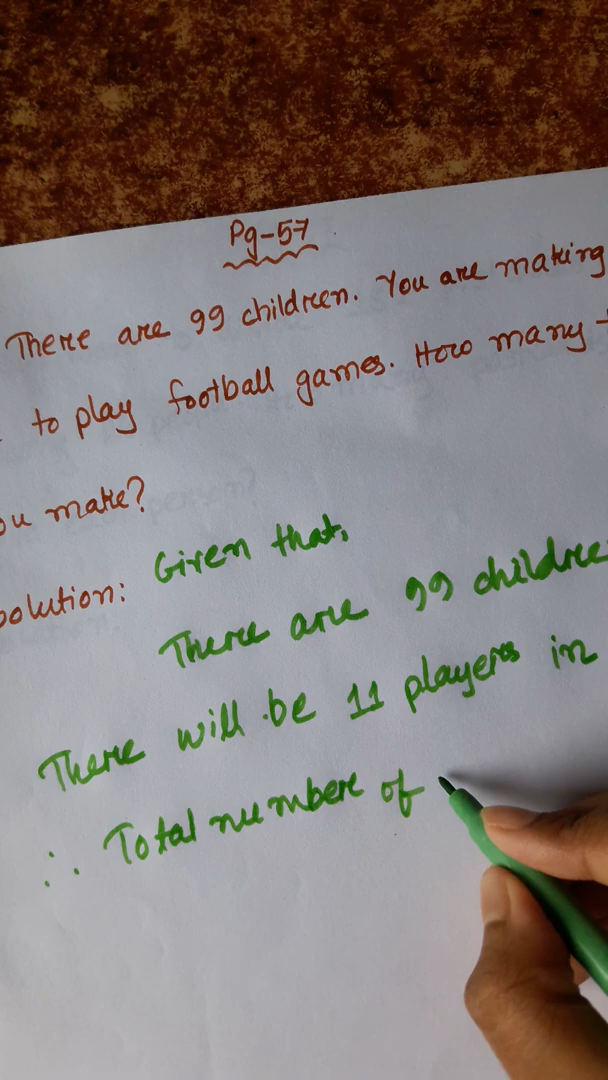 Pg-57
There are 99 children. You are making
to play football games. How many
ou make?
solution: Given that,
There are 99 childre
There will be 11 players in
∴ Total number of